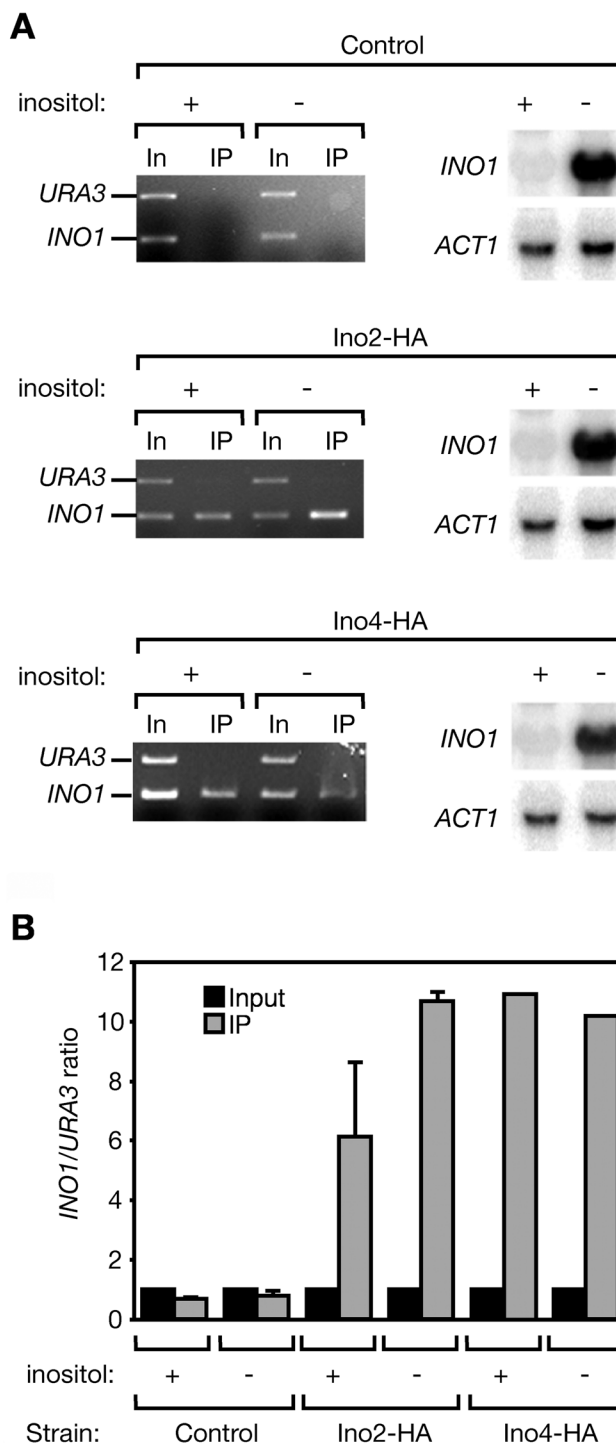 A
Control
inositol: + - + -
In IP In IP
URA3
INO1
INO1
ACT1
Ino2-HA
inositol: + - + -
In IP In IP
URA3
INO1
INO1
ACT1
Ino4-HA
inositol: + - + -
In IP In IP
URA3
INO1
INO1
ACT1
B
INO1/URA3 ratio
12
10
8
6
4
2
0
Input
IP
inositol: + - + - + -
Strain: Control Ino2-HA Ino4-HA